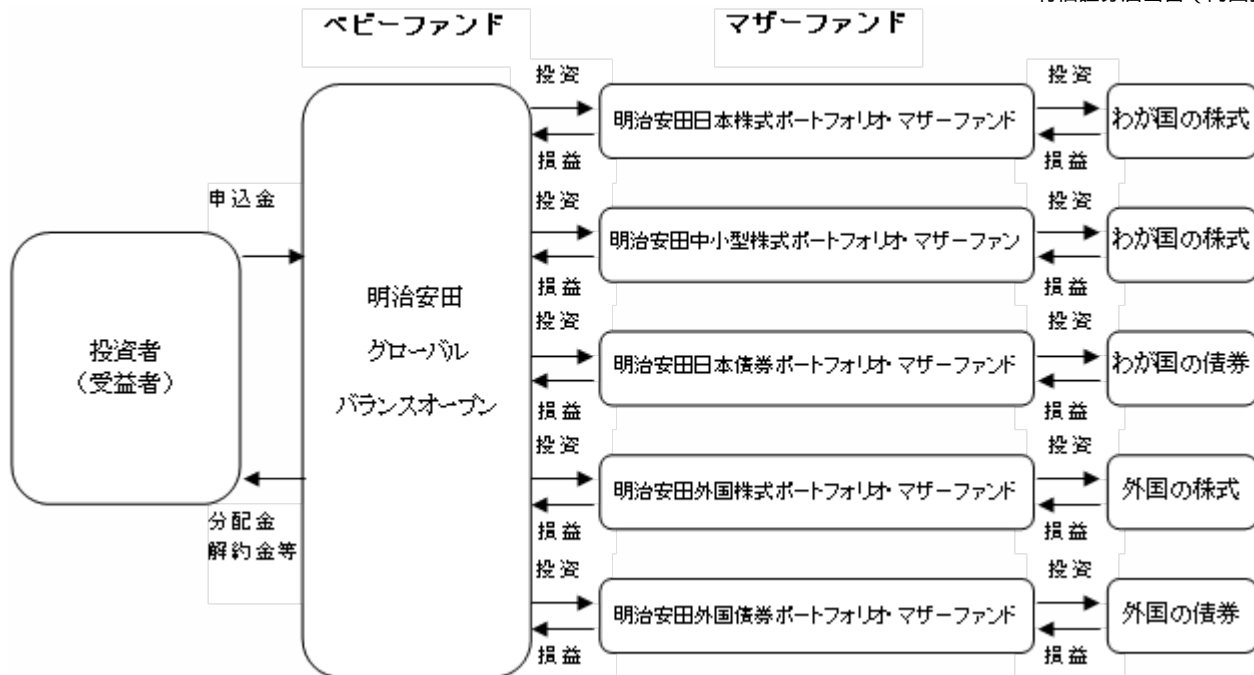 ベビーファンド
マザーファンド
投資
明治安田日本株式ポートフォリオ・マザーファンド
損益
投資
わが国の株式
損益
申込金
投資
明治安田中小型株式ポートフォリオ・マザーファン
損益
投資
わが国の株式
損益
投資者
(受益者)
明治安田
グローバル
バランスオープン
投資
明治安田日本債券ポートフォリオ・マザーファンド
損益
投資
わが国の債券
損益
分配金
解約金等
投資
明治安田外国株式ポートフォリオ・マザーファンド
損益
投資
外国の株式
損益
投資
明治安田外国債券ポートフォリオ・マザーファンド
損益
投資
外国の債券
損益